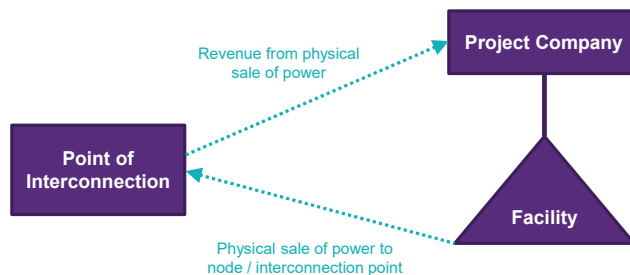 Revenue from physical
sale of power
Project Company
Point of
Interconnection
Facility
Physical sale of power to
node / interconnection point